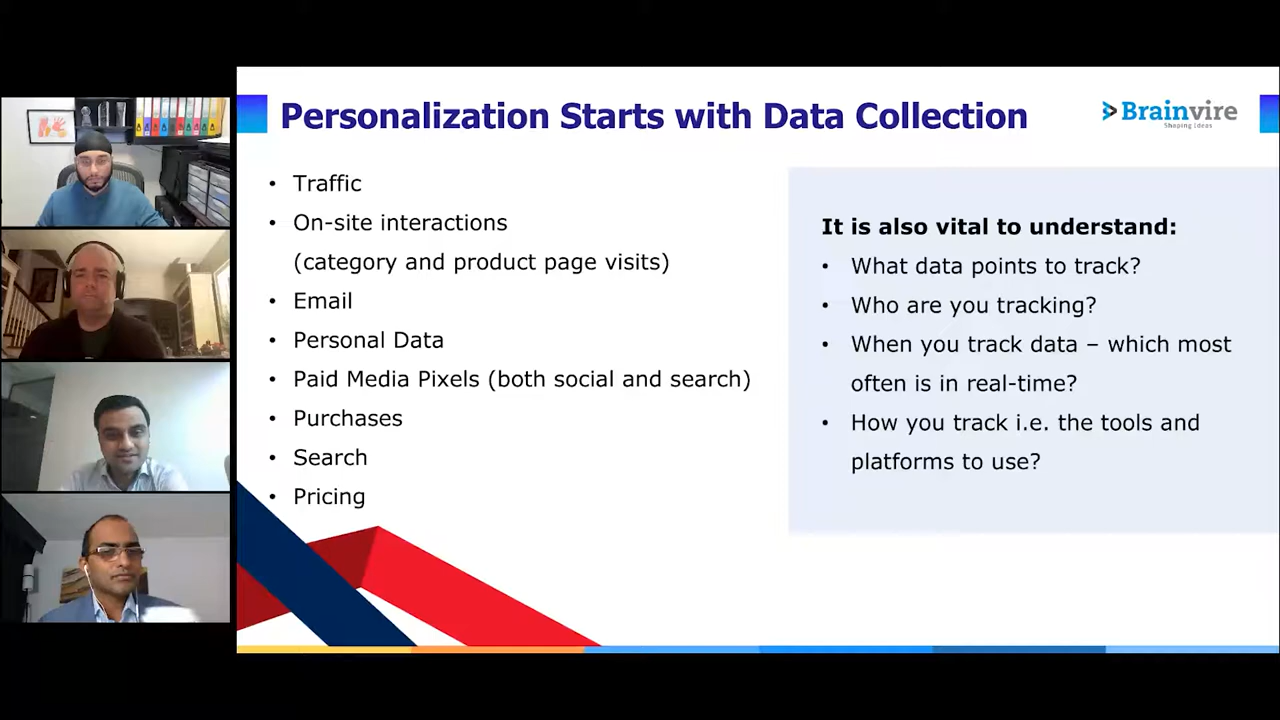 Personalization Starts with Data Collection
Brainvire
Shaping Ideas
• Traffic
• On-site interactions
(category and product page visits)
• Email
• Personal Data
• Paid Media Pixels (both social and search)
• Purchases
• Search
• Pricing
It is also vital to understand:
• What data points to track?
• Who are you tracking?
• When you track data – which most
often is in real-time?
• How you track i.e. the tools and
platforms to use?